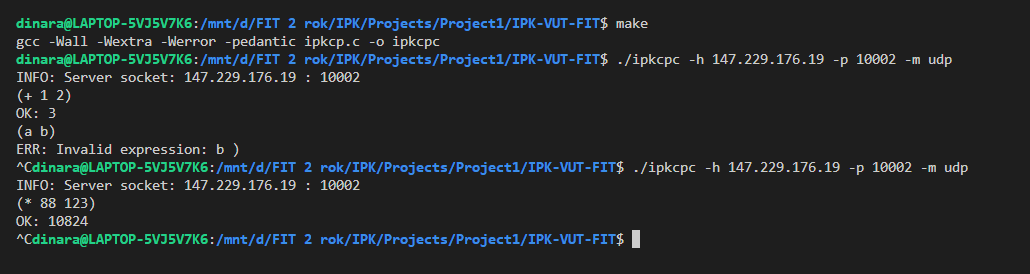 dinara@LAPTOP-5VJ5V7K6:/mnt/d/FIT 2 rok/IPK/Projects/Project1/IPK-VUT-FIT$ make
gcc -Wall -Wextra -Werror -pedantic ipkcp.c -o ipkcpc
dinara@LAPTOP-5VJ5V7K6:/mnt/d/FIT 2 rok/IPK/Projects/Project1/IPK-VUT-FIT$ ./ipkcpc -h 147.229.176.19 -p 10002 -m udp
INFO: Server socket: 147.229.176.19 : 10002
(+ 1 2)
OK: 3
(a b)
ERR: Invalid expression: b )
^Cdinara@LAPTOP-5VJ5V7K6:/mnt/d/FIT 2 rok/IPK/Projects/Project1/IPK-VUT-FIT$ ./ipkcpc -h 147.229.176.19 -p 10002 -m udp
INFO: Server socket: 147.229.176.19 : 10002
(* 88 123)
OK: 10824
^Cdinara@LAPTOP-5VJ5V7K6:/mnt/d/FIT 2 rok/IPK/Projects/Project1/IPK-VUT-FIT$